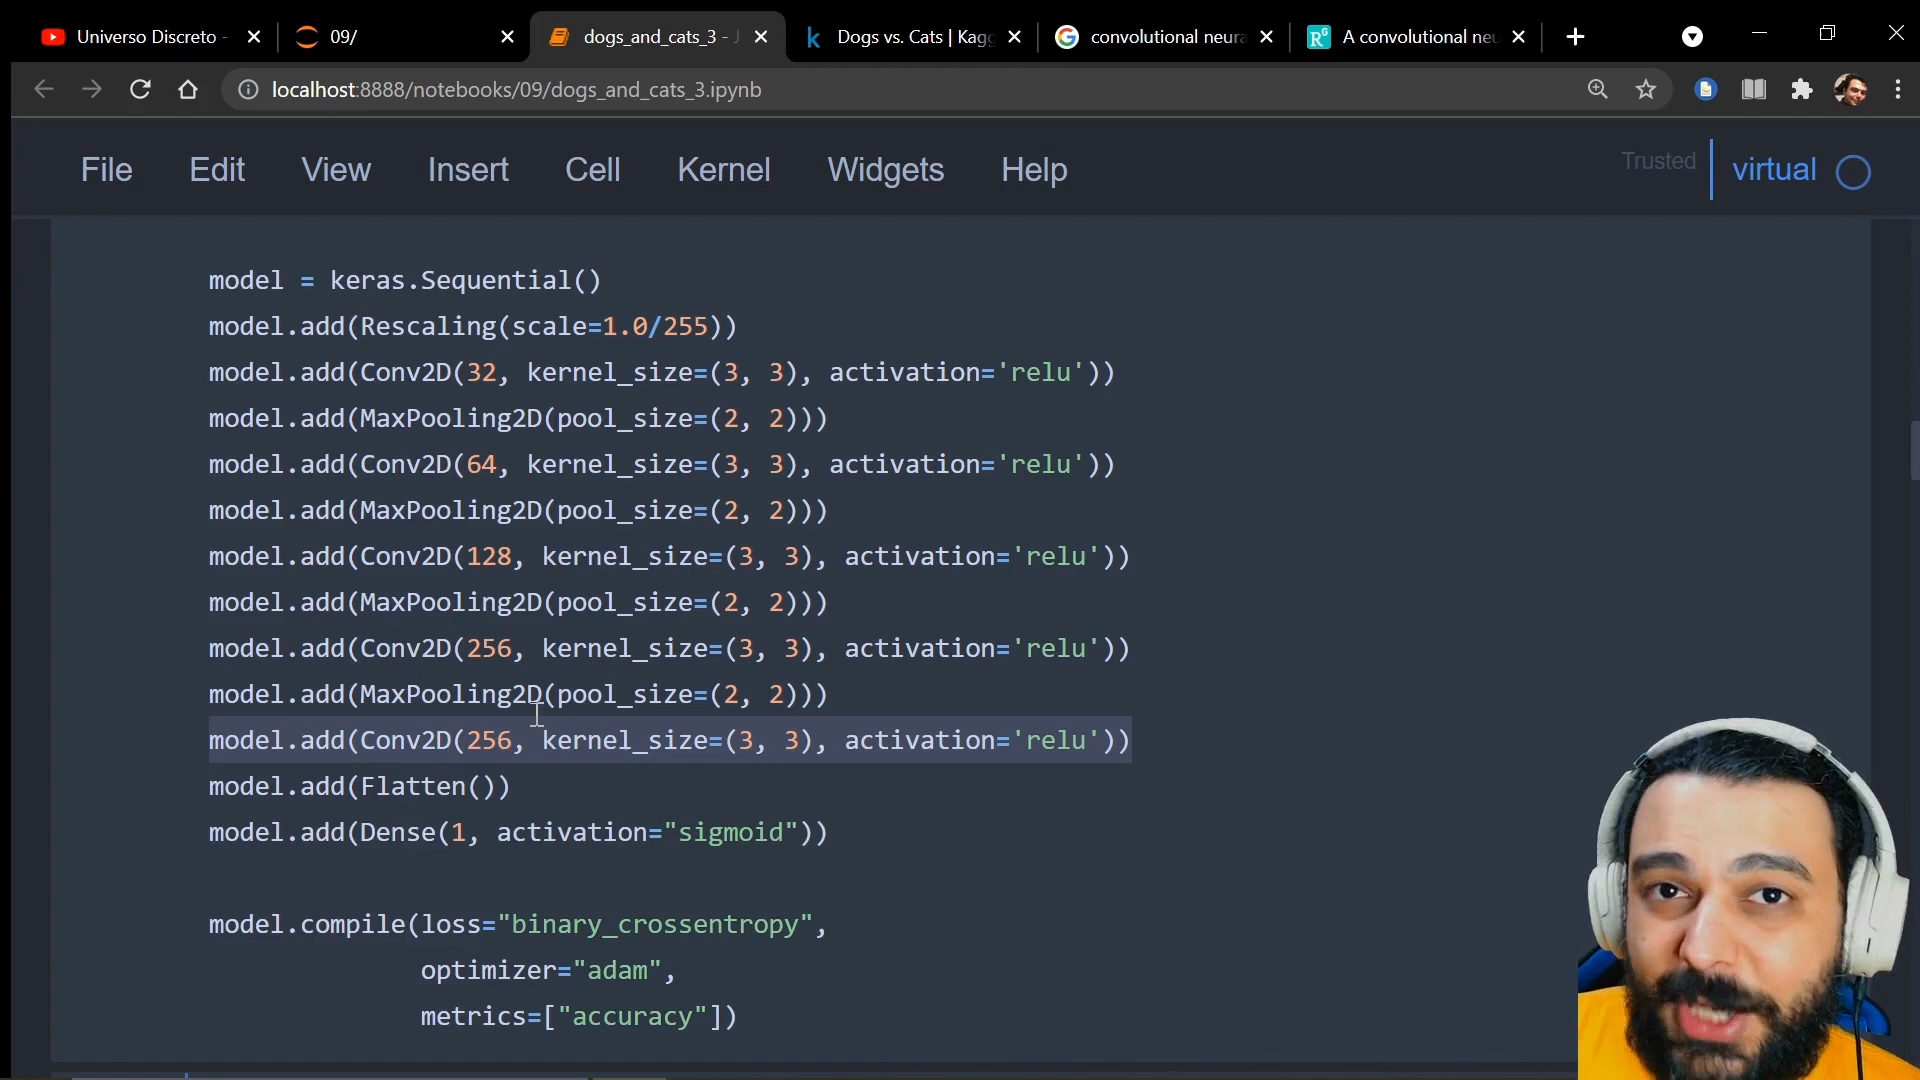 Universo Discreto -
09/
dogs_and_cats_3 - J
Dogs vs. Cats | Kagg
convolutional neura
A convolutional neu
localhost:8888/notebooks/09/dogs_and_cats_3.ipynb
File Edit View Insert Cell Kernel Widgets Help Trusted virtual
model = keras.Sequential()
model.add(Rescaling(scale=1.0/255))
model.add(Conv2D(32, kernel_size=(3, 3), activation='relu'))
model.add(MaxPooling2D(pool_size=(2, 2)))
model.add(Conv2D(64, kernel_size=(3, 3), activation='relu'))
model.add(MaxPooling2D(pool_size=(2, 2)))
model.add(Conv2D(128, kernel_size=(3, 3), activation='relu'))
model.add(MaxPooling2D(pool_size=(2, 2)))
model.add(Conv2D(256, kernel_size=(3, 3), activation='relu'))
model.add(MaxPooling2D(pool_size=(2, 2)))
model.add(Conv2D(256, kernel_size=(3, 3), activation='relu'))
model.add(Flatten())
model.add(Dense(1, activation="sigmoid"))
model.compile(loss="binary_crossentropy",
optimizer="adam",
metrics=["accuracy"])